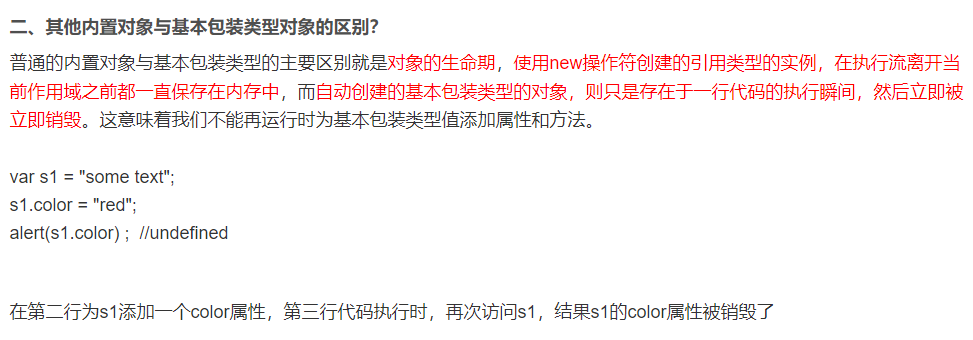 二、其他内置对象与基本包装类型对象的区别?
普通的内置对象与基本包装类型的主要区别就是对象的生命期，使用new操作符创建的引用类型的实例，在执行流离开当
前作用域之前都一直保存在内存中，而自动创建的基本包装类型的对象，则只是存在于一行代码的执行瞬间，然后立即被
立即销毁。这意味着我们不能再运行时为基本包装类型值添加属性和方法。
var s1 = "some text";
s1.color = "red";
alert(s1.color) ;  //undefined
在第二行为s1添加一个color属性，第三行代码执行时，再次访问s1，结果s1的color属性被销毁了